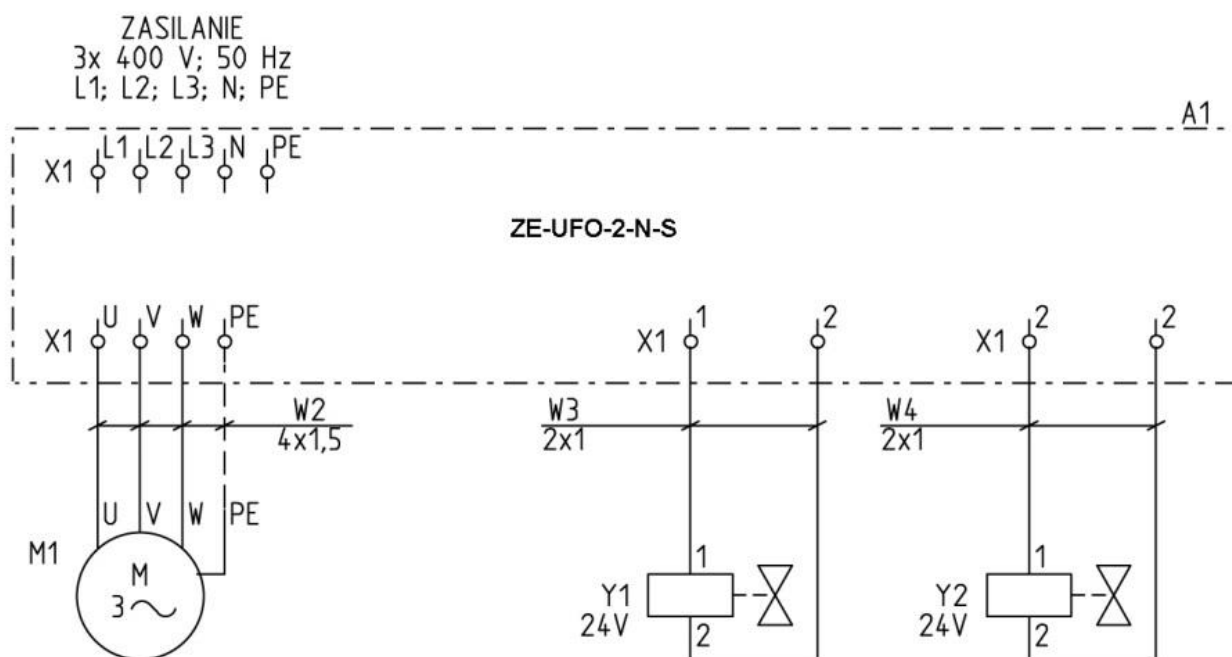 ZASILANIE
3x 400 V; 50 Hz
L1; L2; L3; N; PE
A1
X1 L1 L2 L3 N PE
ZE-UFO-2-N-S
X1 U V W PE X1 1 2 X1 2 2
W2 W3 W4
4x1,5 2x1 2x1
U V W PE
M1 M 1 1
3 Y1 Y2
24V 2 24V 2